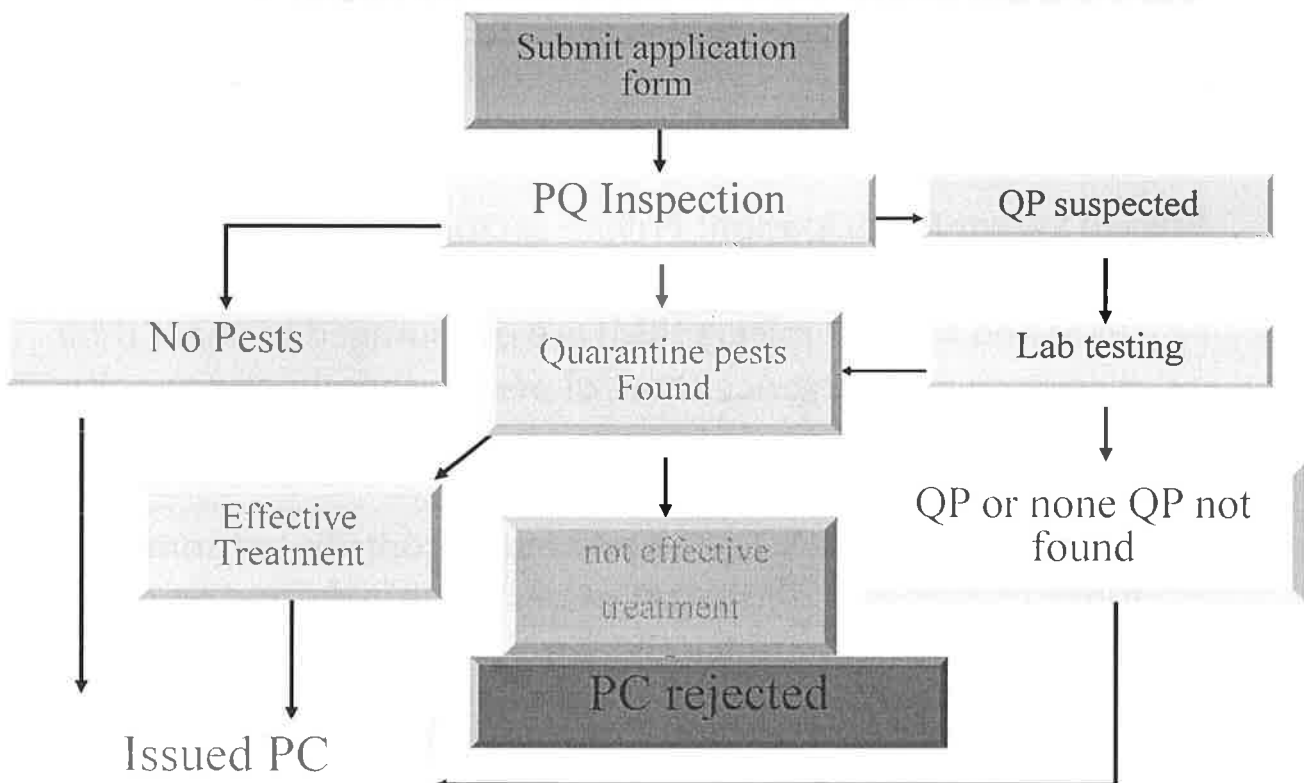 Submit application
form
PQ Inspection
QP suspected
No Pests
Quarantine pests
Found
Lab testing
Effective
Treatment
not effective
treatment
QP or none QP not
found
PC rejected
Issued PC